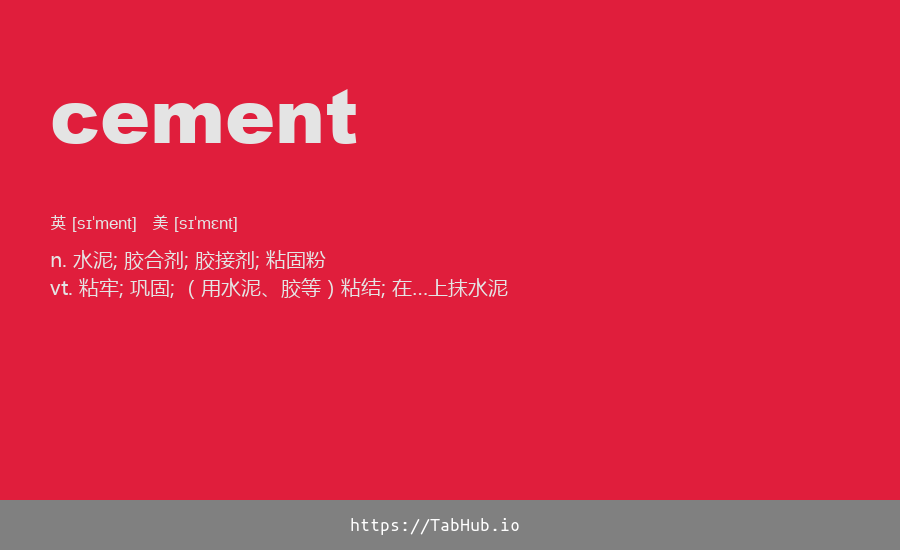 cement
英 [sɪˈment]   美 [sɪˈmɛnt]
n. 水泥; 胶合剂; 胶接剂; 粘固粉
vt. 粘牢; 巩固; （用水泥、胶等）粘结; 在…上抹水泥
https://TabHub.io